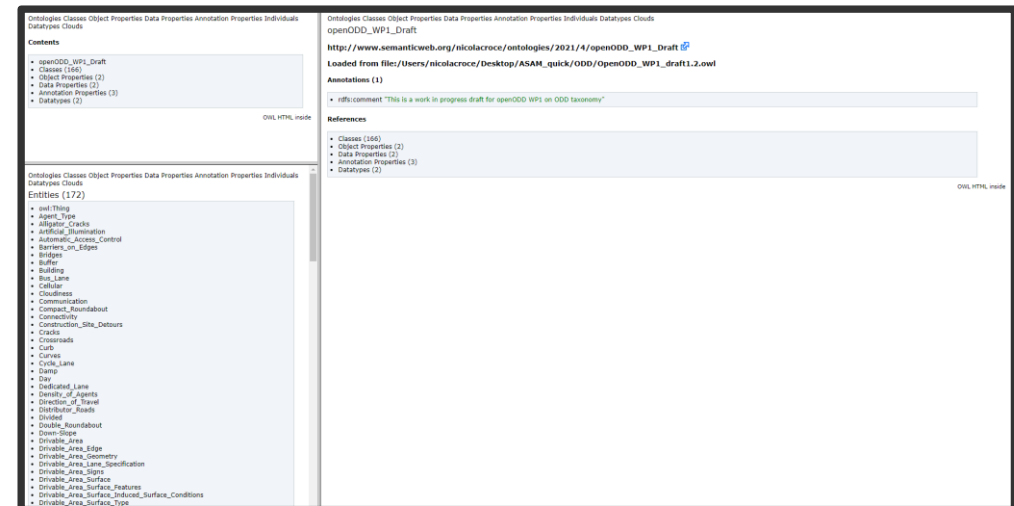 Ontologies Classes Object Properties Data Properties Annotation Properties Individuals
Datatypes Clouds
Contents
openODD_WP1_Draft
Classes (166)
Object Properties (2)
Data Properties (2)
Annotation Properties (3)
Datatypes (2)
OWL HTML inside
Ontologies Classes Object Properties Data Properties Annotation Properties Individuals
Datatypes Clouds
Entities (172)
owl:Thing
Agent_Type
Alligator_Cracks
Artificial_Illumination
Automatic_Access_Control
Barriers_on_Edges
Bridges
Buffer
Building
Bus_Lane
Cellular
Cloudiness
Communication
Compact_Roundabout
Connectivity
Construction_Site_Detours
Cracks
Crossroads
Curb
Curves
Cycle_Lane
Damp
Day
Dedicated_Lane
Density_of_Agents
Direction_of_Travel
Distributor_Roads
Divided
Double_Roundabout
Down-Slope
Drivable_Area
Drivable_Area_Edge
Drivable_Area_Geometry
Drivable_Area_Lane_Specification
Drivable_Area_Signs
Drivable_Area_Surface
Drivable_Area_Surface_Features
Drivable_Area_Surface_Induced_Surface_Conditions
Drivable_Area_Surface_Type
Ontologies Classes Object Properties Data Properties Annotation Properties Individuals Datatypes Clouds
openODD_WP1_Draft
http://www.semanticweb.org/nicolacroce/ontologies/2021/4/openODD_WP1_Draft
Loaded from file:/Users/nicolacroce/Desktop/ASAM_quick/ODD/OpenODD_WP1_draft1.2.owl
Annotations (1)
rdfs:comment "This is a work in progress draft for openODD WP1 on ODD taxonomy"
References
Classes (166)
Object Properties (2)
Data Properties (2)
Annotation Properties (3)
Datatypes (2)
OWL HTML inside